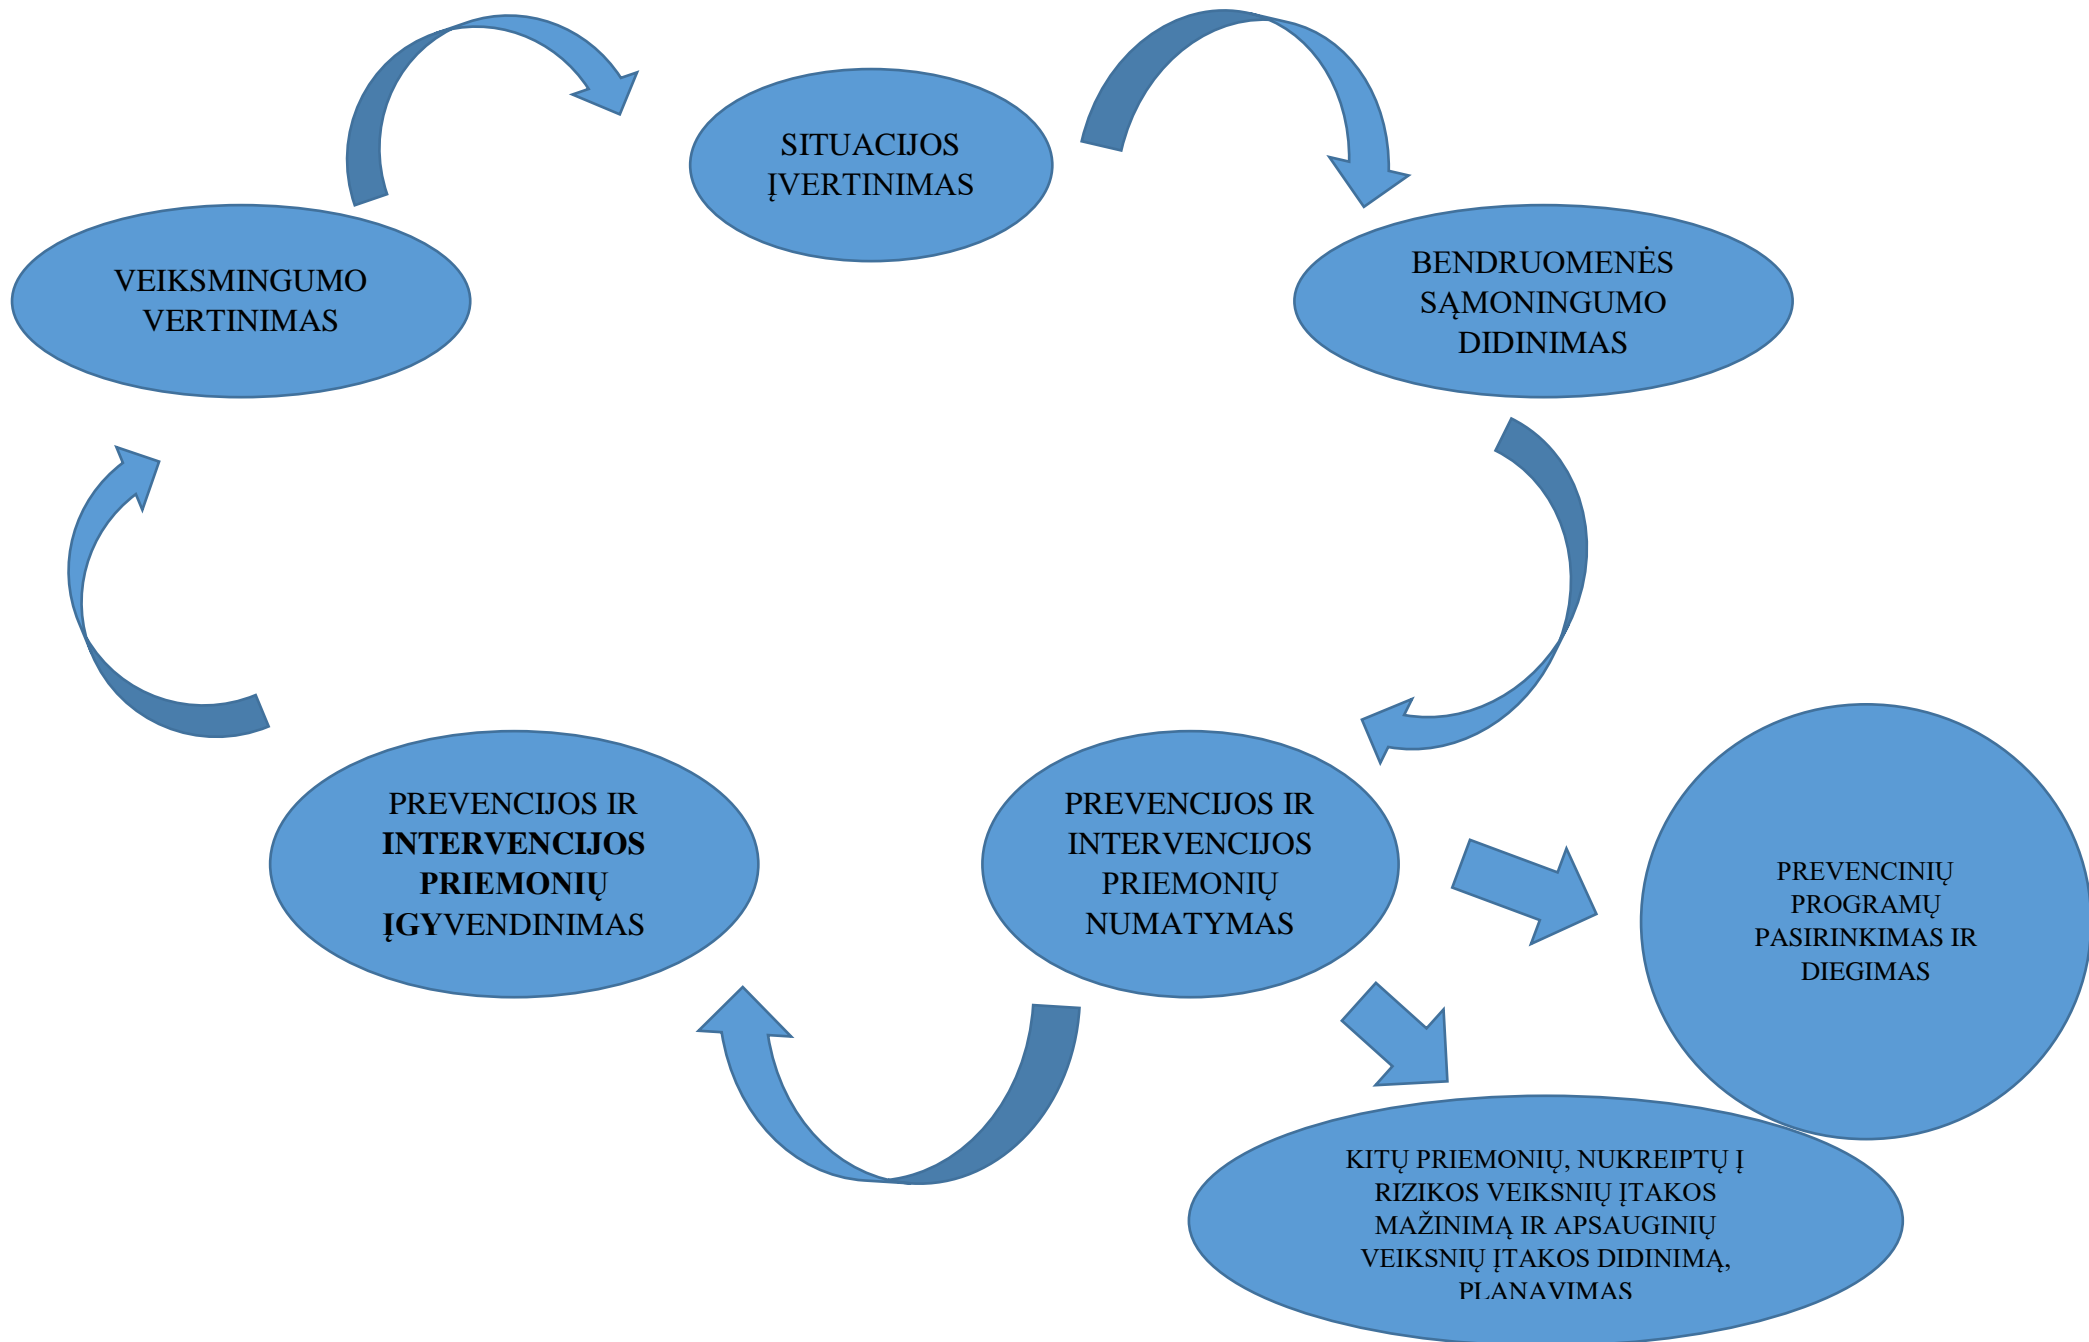 SITUACIJOS
ĮVERTINIMAS
VEIKSMINGUMO
VERTINIMAS
BENDRUOMENĖS
SĄMONINGUMO
DIDINIMAS
PREVENCIJOS IR
INTERVENCIJOS
PRIEMONIŲ
ĮGYVENDINIMAS
PREVENCIJOS IR
INTERVENCIJOS
PRIEMONIŲ
NUMATYMAS
PREVENCINIŲ
PROGRAMŲ
PASIRINKIMAS IR
DIEGIMAS
KITŲ PRIEMONIŲ, NUKREIPTŲ Į
RIZIKOS VEIKSNIŲ ĮTAKOS
MAŽINIMĄ IR APSAUGINIŲ
VEIKSNIŲ ĮTAKOS DIDINIMĄ,
PLANAVIMAS